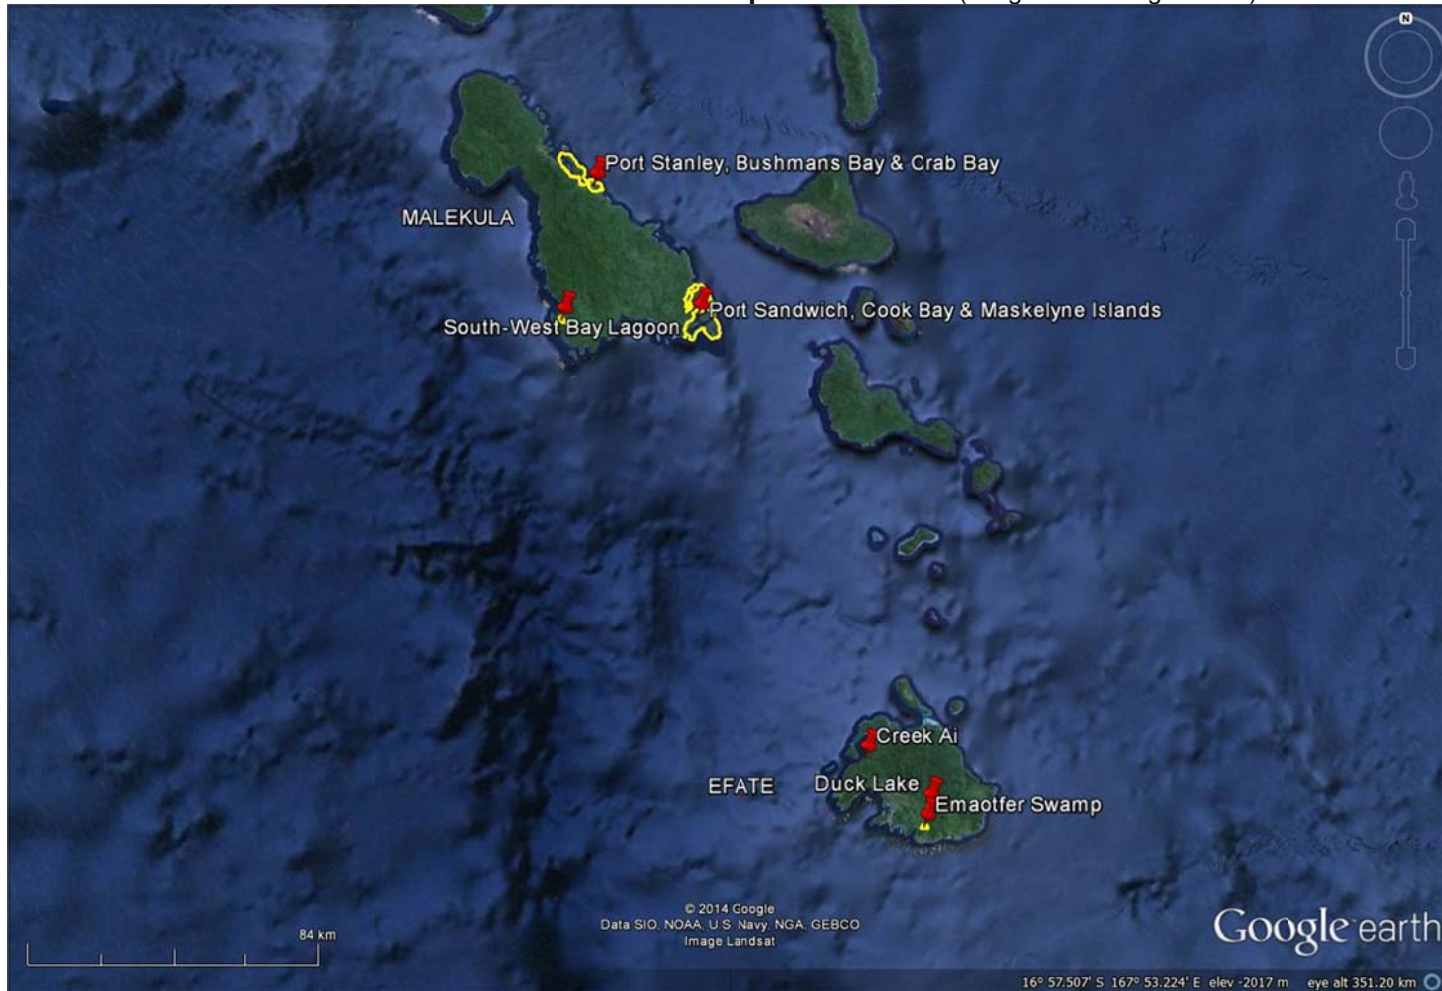 N
Port Stanley, Bushmans Bay & Crab Bay
MALEKULA
Port Sandwich, Cook Bay & Maskelyne Islands
South-West Bay Lagoon
Creek Ai
Duck Lake
EFATE
Emaotfer Swamp
© 2014 Google
Data SIO, NOAA, U.S. Navy, NGA, GEBCO
Image Landsat
84 km
Google earth
16° 57.507' S 167° 53.224' E elev -2017 m eye alt 351.20 km